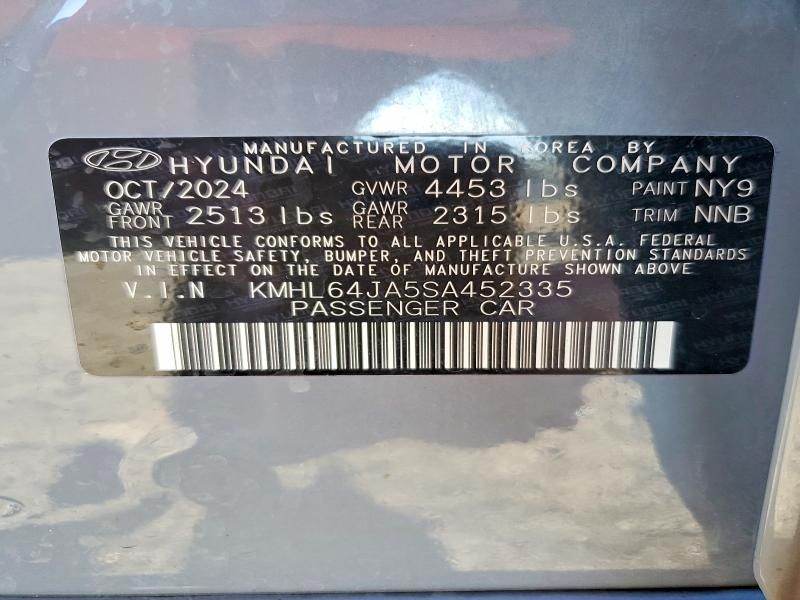 MANUFACTURED IN KOREA BY
HYUNDAI MOTOR COMPANY
OCT/2024 GVWR 4453 lbs PAINT NY9
GAWR FRONT 2513 lbs GAWR REAR 2315 lbs TRIM NNB
THIS VEHICLE CONFORMS TO ALL APPLICABLE U.S.A. FEDERAL
MOTOR VEHICLE SAFETY, BUMPER, AND THEFT PREVENTION STANDARDS
IN EFFECT ON THE DATE OF MANUFACTURE SHOWN ABOVE
V.I.N KMHL64JA5SA452335
PASSENGER CAR